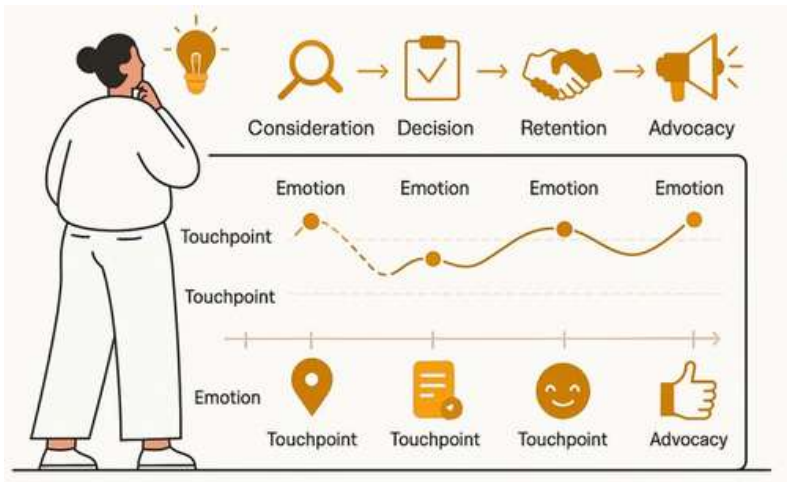 Consideration Decision Retention Advocacy
Emotion Emotion Emotion Emotion
Touchpoint
Touchpoint
Emotion
Touchpoint Touchpoint Touchpoint Advocacy